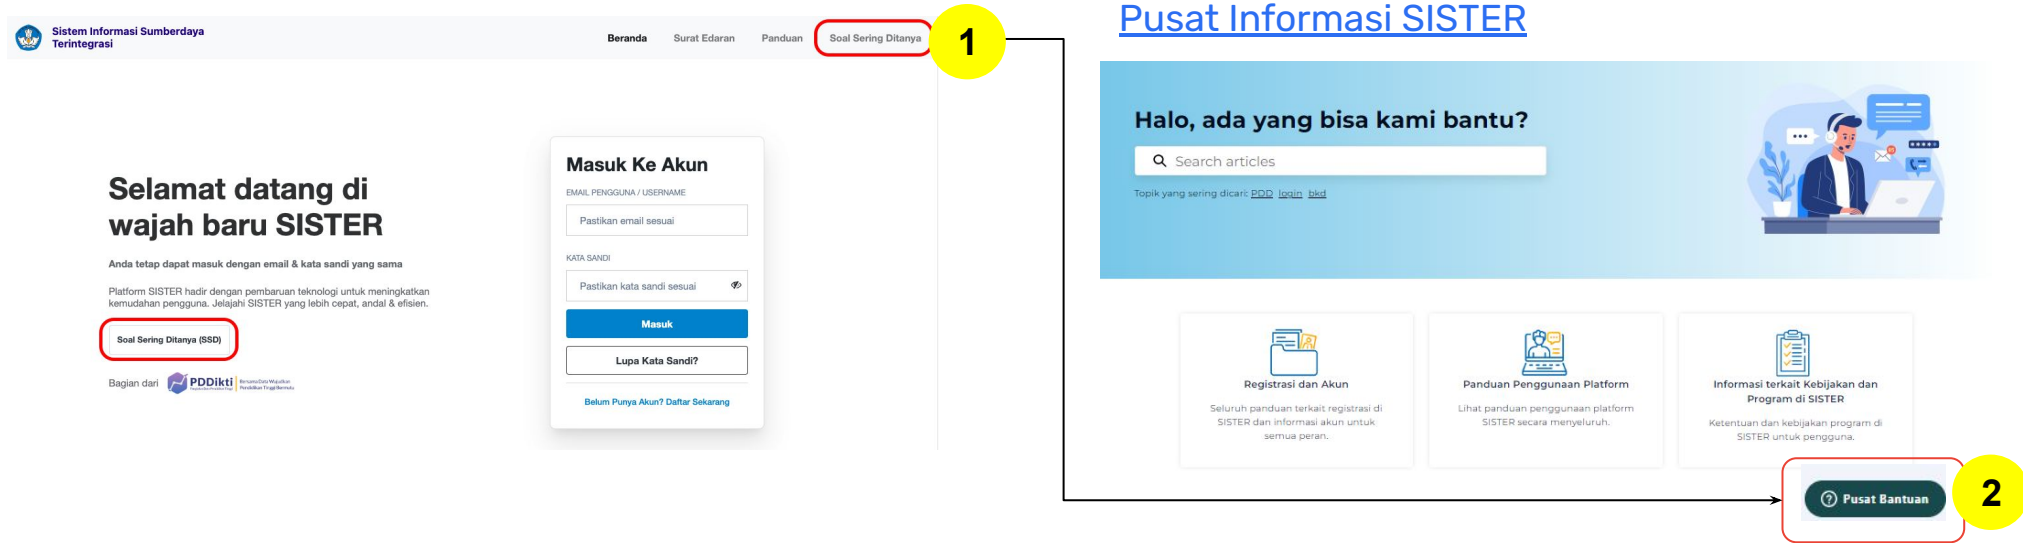 Sistem Informasi Sumberdaya
Terintegrasi
Beranda
Surat Edaran
Panduan
Soal Sering Ditanya
1
Selamat datang di
wajah baru SISTER
Anda tetap dapat masuk dengan email & kata sandi yang sama
Platform SISTER hadir dengan pembaruan teknologi untuk meningkatkan
kemudahan pengguna. Jelajahi SISTER yang lebih cepat, andal & efisien.
Soal Sering Ditanya (SSD)
Bagian dari
PDDikti
Masuk Ke Akun
EMAIL PENGGUNA / USERNAME
Pastikan email sesuai
KATA SANDI
Pastikan kata sandi sesuai
Masuk
Lupa Kata Sandi?
Belum Punya Akun? Daftar Sekarang
Pusat Informasi SISTER
Halo, ada yang bisa kami bantu?
Search articles
Topik yang sering dicari: PDD login bkd
Registrasi dan Akun
Seluruh panduan terkait registrasi di
SISTER dan informasi akun untuk
semua peran.
Panduan Penggunaan Platform
Lihat panduan penggunaan platform
SISTER secara menyeluruh.
Informasi terkait Kebijakan dan
Program di SISTER
Ketentuan dan kebijakan program di
SISTER untuk pengguna.
Pusat Bantuan
2